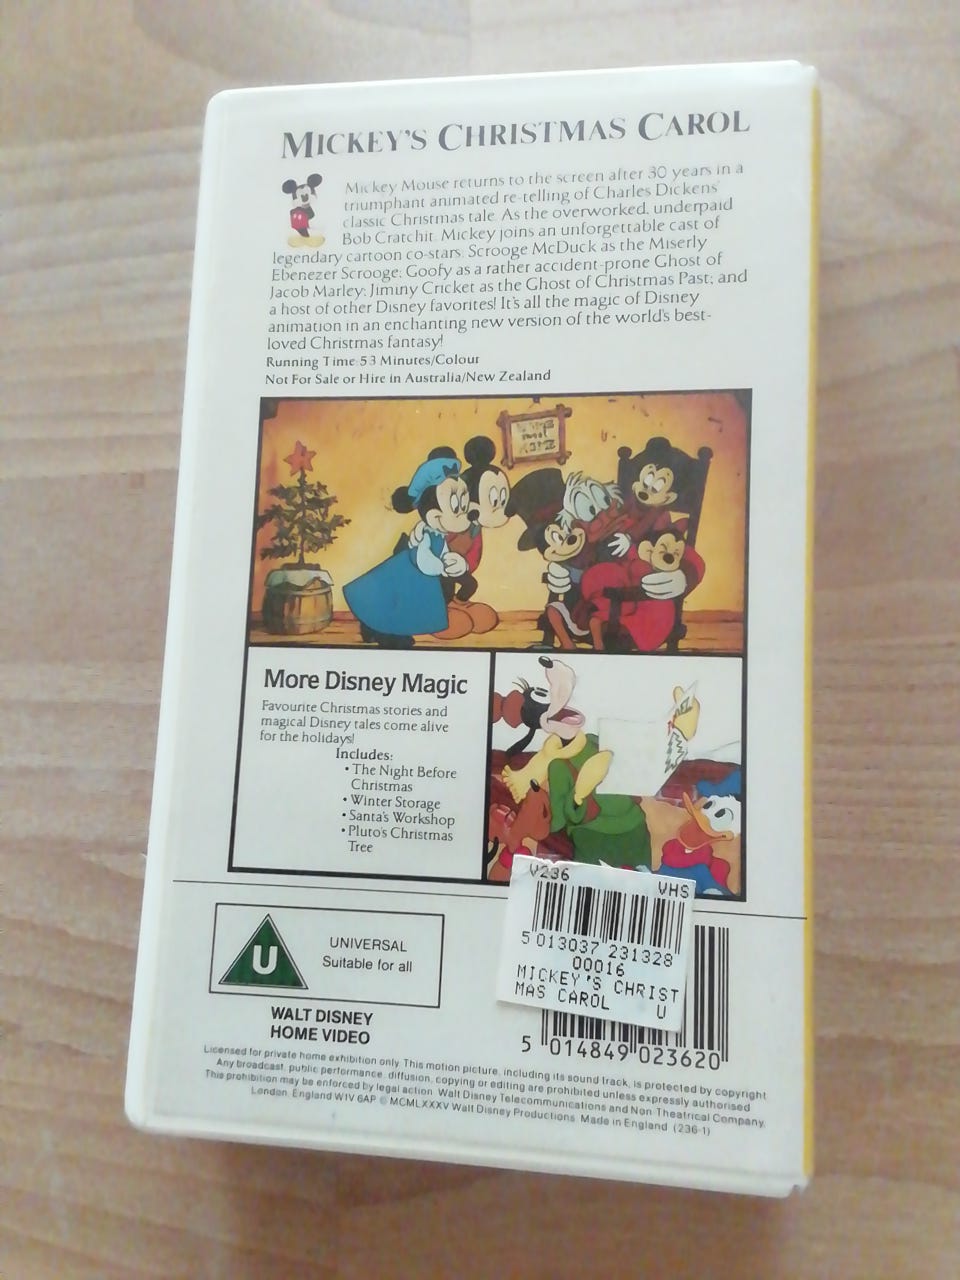 MICKEY'S CHRISTMAS CAROL
Mickey Mouse returns to the screen after 30 years in a
triumphant animated re-telling of Charles Dickens'
classic Christmas tale. As the overworked, underpaid
Bob Cratchit, Mickey joins an unforgettable cast of
legendary cartoon co-stars: Scrooge McDuck as the Miserly
Ebenezer Scrooge; Goofy as a rather accident-prone Ghost of
Jacob Marley; Jiminy Cricket as the Ghost of Christmas Past; and
a host of other Disney favorites! It's all the magic of Disney
animation in an enchanting new version of the world's best-
loved Christmas fantasy!
Running Time 53 Minutes/Colour
Not For Sale or Hire in Australia/New Zealand
More Disney Magic
Favourite Christmas stories and
magical Disney tales come alive
for the holidays!
Includes:
• The Night Before
Christmas
• Winter Storage
• Santa's Workshop
• Pluto's Christmas
Tree
V236 VHS
5 013037 231328
00016
MICKEY'S CHRIST
MAS CAROL U
U
UNIVERSAL
Suitable for all
WALT DISNEY
HOME VIDEO
5 014849 023620
Licensed for private home exhibition only. This motion picture, including its sound track, is protected by copyright.
Any broadcast, public performance, diffusion, copying or editing are prohibited unless expressly authorised
This prohibition may be enforced by legal action. Walt Disney Telecommunications and Non-Theatrical Company,
London, England W1V 6AP © MCMLXXXV Walt Disney Productions. Made in England (236-1)